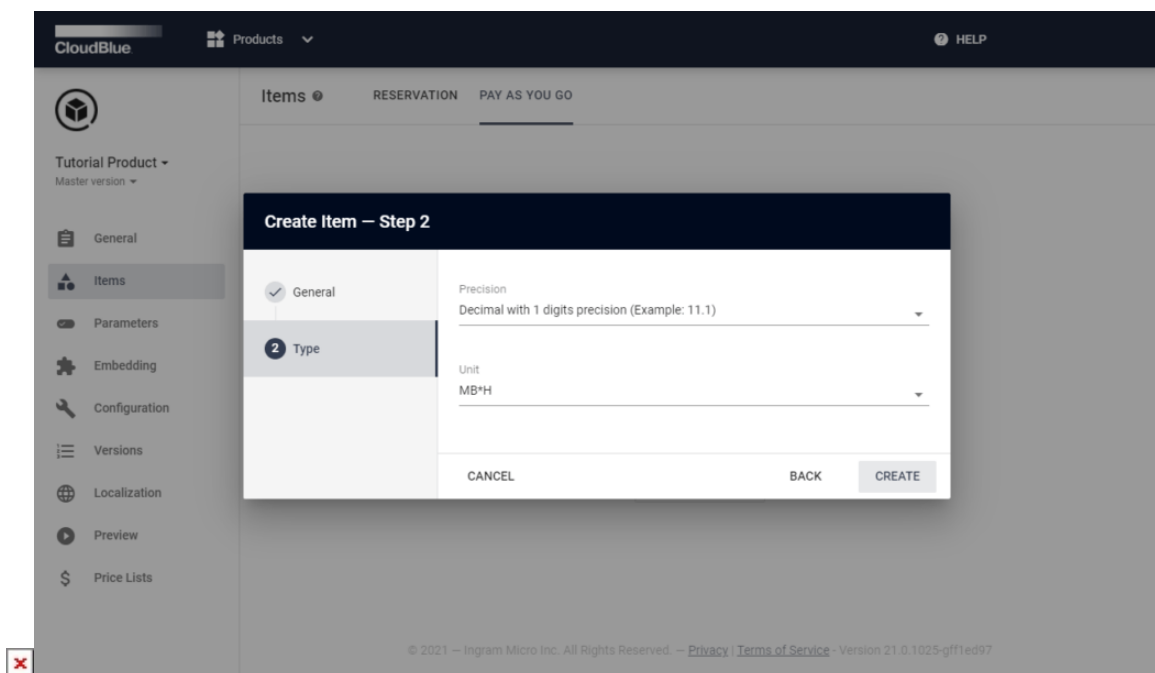 CloudBlue
Products
HELP
Items
RESERVATION
PAY AS YOU GO
Tutorial Product
Master version
General
Items
Parameters
Embedding
Configuration
Versions
Localization
Preview
$ Price Lists
Create Item — Step 2
General
2 Type
Precision
Decimal with 1 digits precision (Example: 11.1)
Unit
MB*H
CANCEL
BACK
CREATE
© 2021 — Ingram Micro Inc. All Rights Reserved. — Privacy | Terms of Service - Version 21.0.1025-gff1ed97